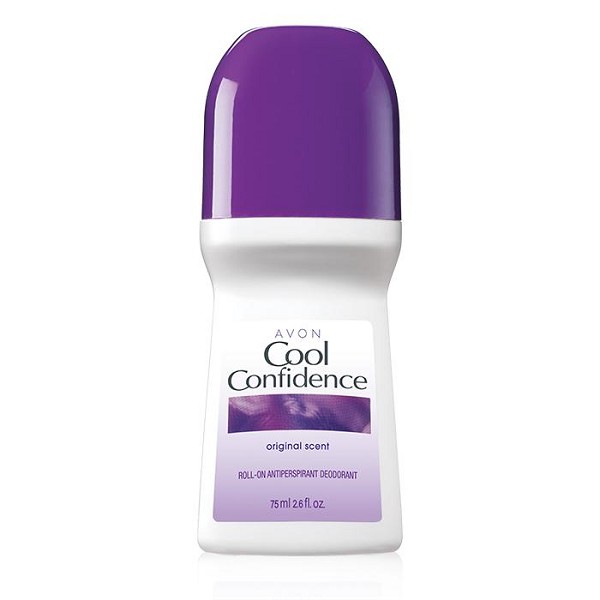 AVON
Cool
Confidence
original scent
ROLL-ON ANTIPERSPIRANT DEODORANT
75 ml 2.6 fl. oz.